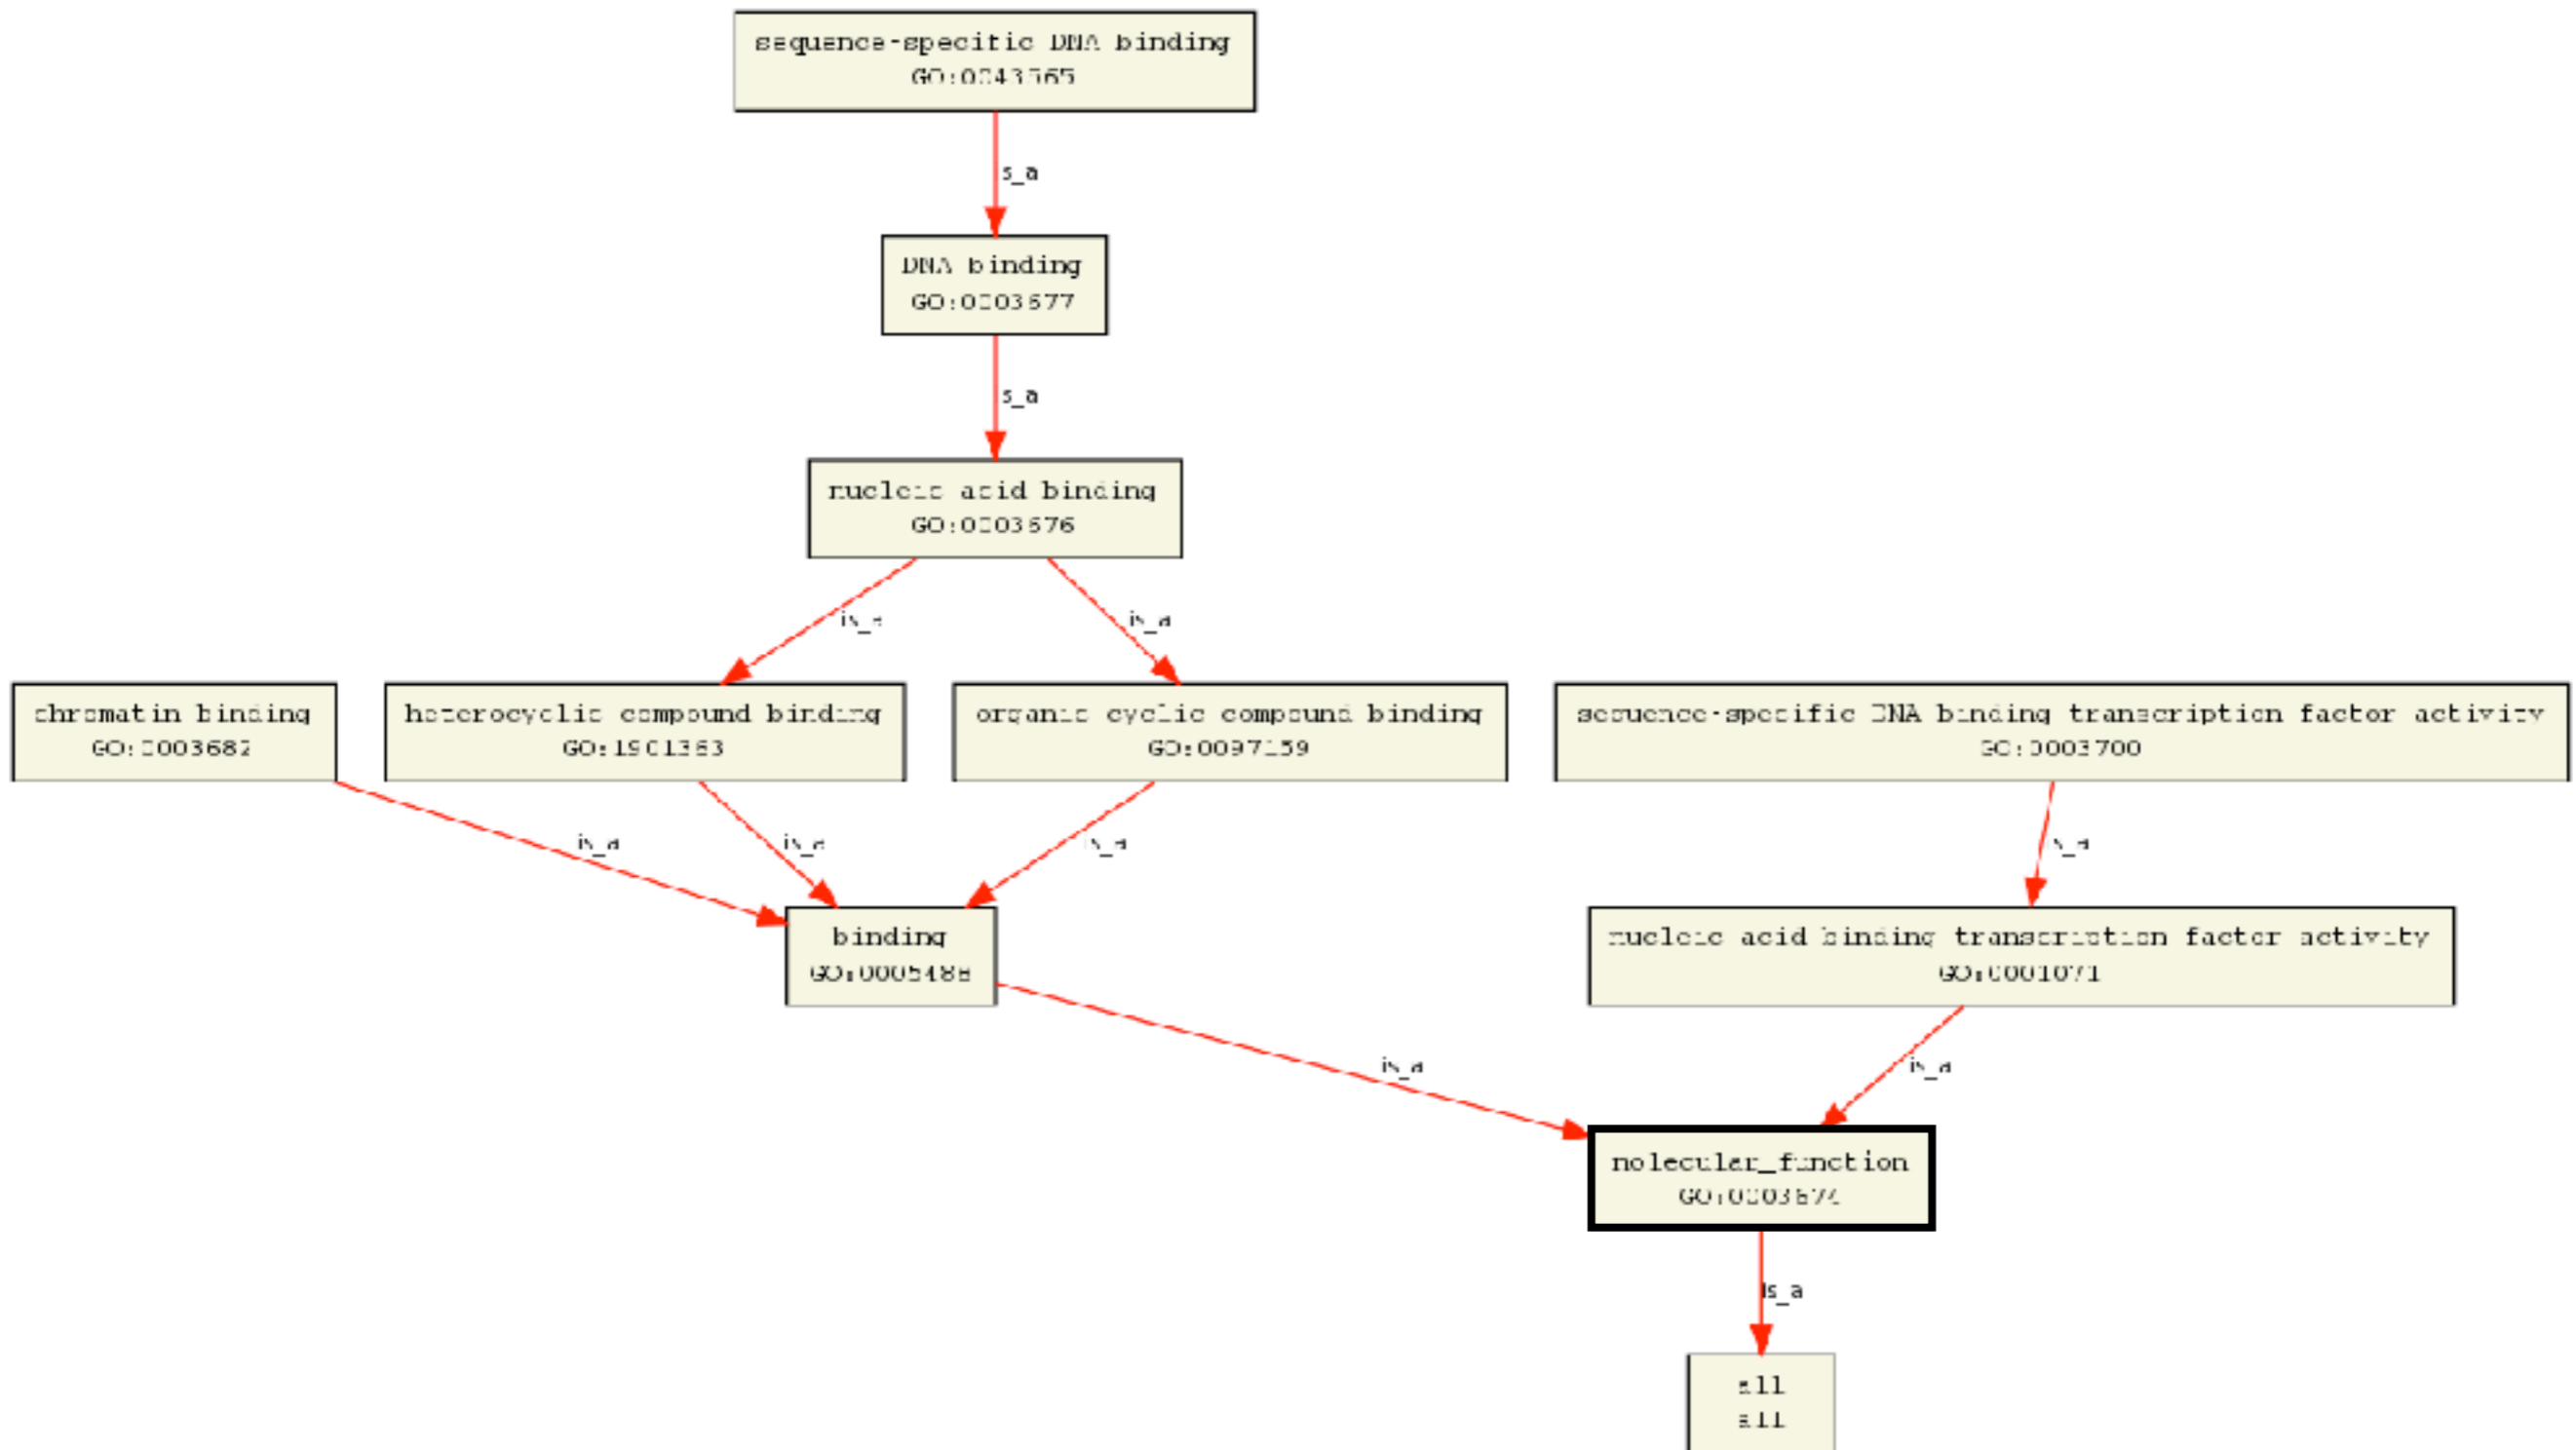 sequence-specific DNA binding
GO:0043565
is_a
DNA binding
GO:0003677
is_a
nucleic acid binding
GO:0003676
is_a
is_a
chromatin binding
GO:0003682
heterocyclic compound binding
GO:1901363
organic cyclic compound binding
GO:0097159
sequence-specific DNA binding transcription factor activity
GO:0003700
is_a
is_a
is_a
is_a
binding
GO:0005488
nucleic acid binding transcription factor activity
GO:0001071
is_a
is_a
molecular_function
GO:0003674
is_a
all
all